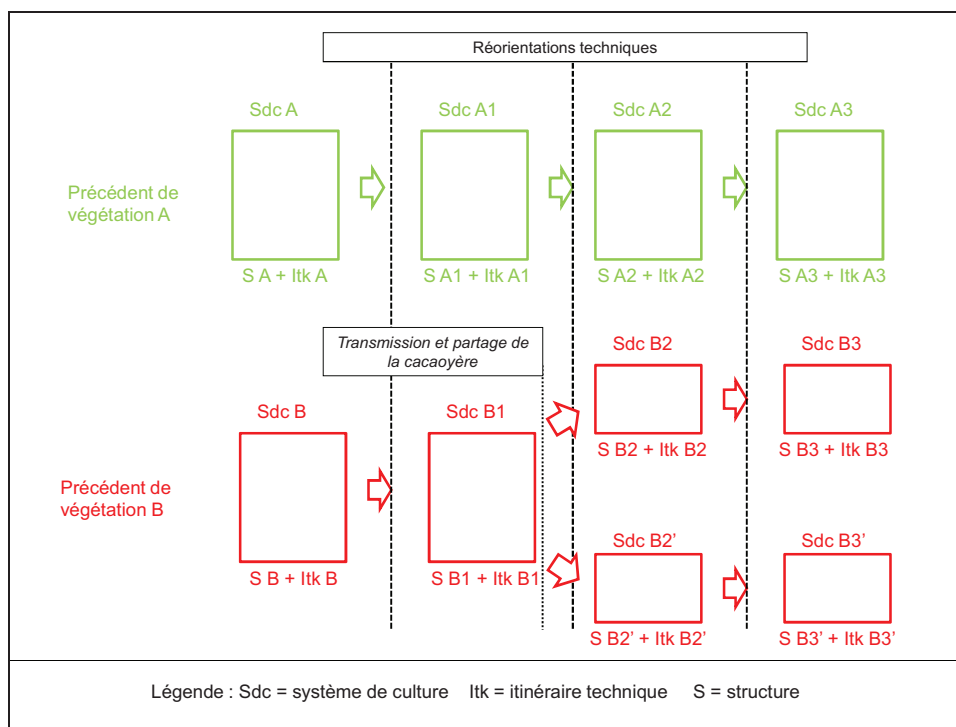 Réorientations techniques
Sdc A
Sdc A1
Sdc A2
Sdc A3
Précédent de
végétation A
S A + Itk A
S A1 + Itk A1
S A2 + Itk A2
S A3 + Itk A3
Transmission et partage de
la cacaoyère
Sdc B2
Sdc B3
Sdc B
Sdc B1
S B2 + Itk B2
S B3 + Itk B3
Précédent de
végétation B
Sdc B2’
Sdc B3’
S B + Itk B
S B1 + Itk B1
S B2’ + Itk B2’
S B3’ + Itk B3’
Légende : Sdc = système de culture Itk = itinéraire technique S = structure